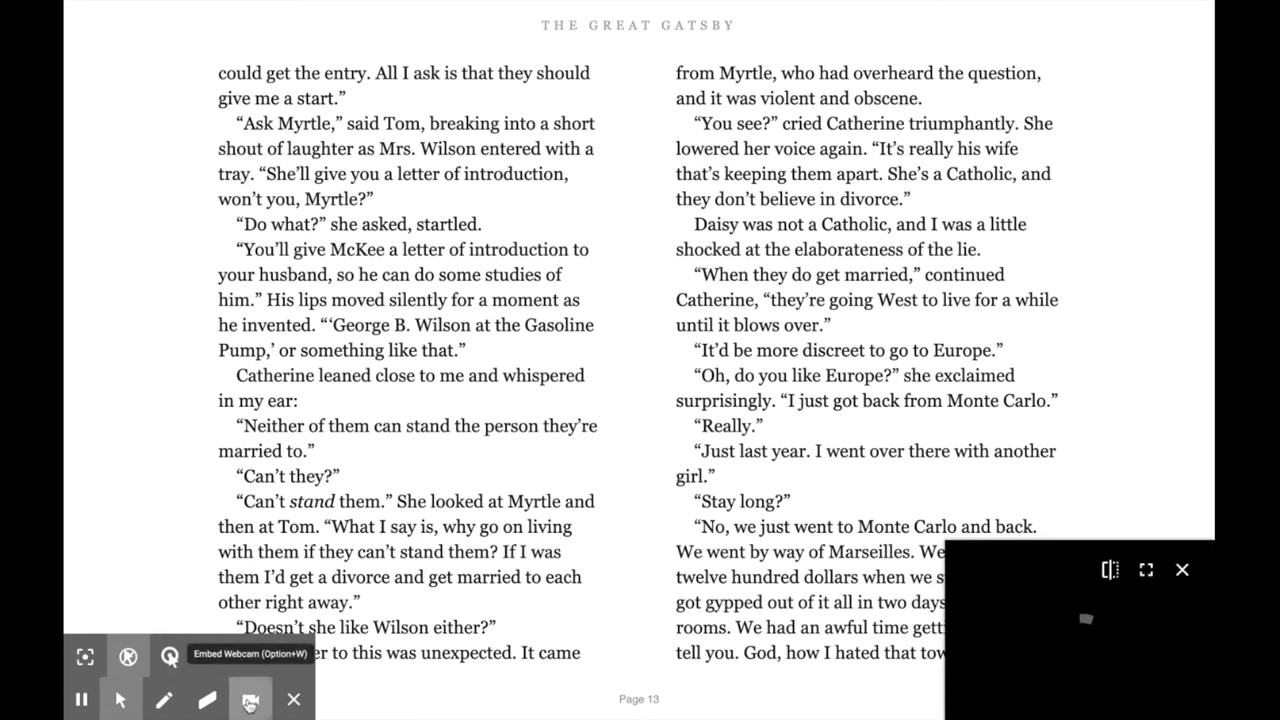 THE GREAT GATSBY
could get the entry. All I ask is that they should
give me a start.”
“Ask Myrtle,” said Tom, breaking into a short
shout of laughter as Mrs. Wilson entered with a
tray. “She’ll give you a letter of introduction,
won’t you, Myrtle?”
“Do what?” she asked, startled.
“You’ll give McKee a letter of introduction to
your husband, so he can do some studies of
him.” His lips moved silently for a moment as
he invented. “‘George B. Wilson at the Gasoline
Pump,’ or something like that.”
Catherine leaned close to me and whispered
in my ear:
“Neither of them can stand the person they’re
married to.”
“Can’t they?”
“Can’t stand them.” She looked at Myrtle and
then at Tom. “What I say is, why go on living
with them if they can’t stand them? If I was
them I’d get a divorce and get married to each
other right away.”
“Doesn’t she like Wilson either?”
to this was unexpected. It came
from Myrtle, who had overheard the question,
and it was violent and obscene.
“You see?” cried Catherine triumphantly. She
lowered her voice again. “It’s really his wife
that’s keeping them apart. She’s a Catholic, and
they don’t believe in divorce.”
Daisy was not a Catholic, and I was a little
shocked at the elaborateness of the lie.
“When they do get married,” continued
Catherine, “they’re going West to live for a while
until it blows over.”
“It’d be more discreet to go to Europe.”
“Oh, do you like Europe?” she exclaimed
surprisingly. “I just got back from Monte Carlo.”
“Really.”
“Just last year. I went over there with another
girl.”
“Stay long?”
“No, we just went to Monte Carlo and back.
We went by way of Marseilles. We
twelve hundred dollars when we
got gypped out of it all in two days
rooms. We had an awful time
tell you. God, how I hated that
Embed Webcam (Option+W)
Page 13